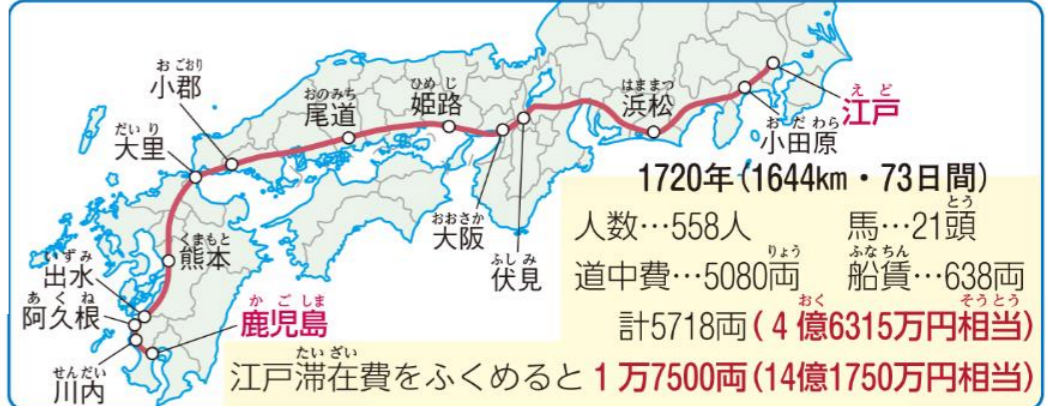 おごおり
小郡
だいり
大里
おのみち
尾道
ひめじ
姫路
はままつ
浜松
えど
江戸
おだわら
小田原
おおさか
大阪
ふしみ
伏見
くまもと
熊本
いずみ
出水
あくね
阿久根
せんだい
川内
かごしま
鹿児島
1720年(1644km・73日間)
人数…558人 馬…21頭
とう
道中費…5080両 船賃…638両
りょう ふなちん
計5718両(4億6315万円相当)
おく そうとう
江戸滞在費をふくめると1万7500両(14億1750万円相当)
たいざい